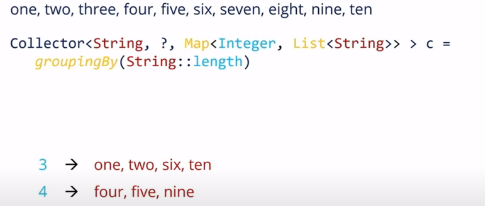 one, two, three, four, five, six, seven, eight, nine, ten
Collector<String, ?, Map<Integer, List<String>> > c =
groupingBy(String::length)
3 → one, two, six, ten
4 → four, five, nine